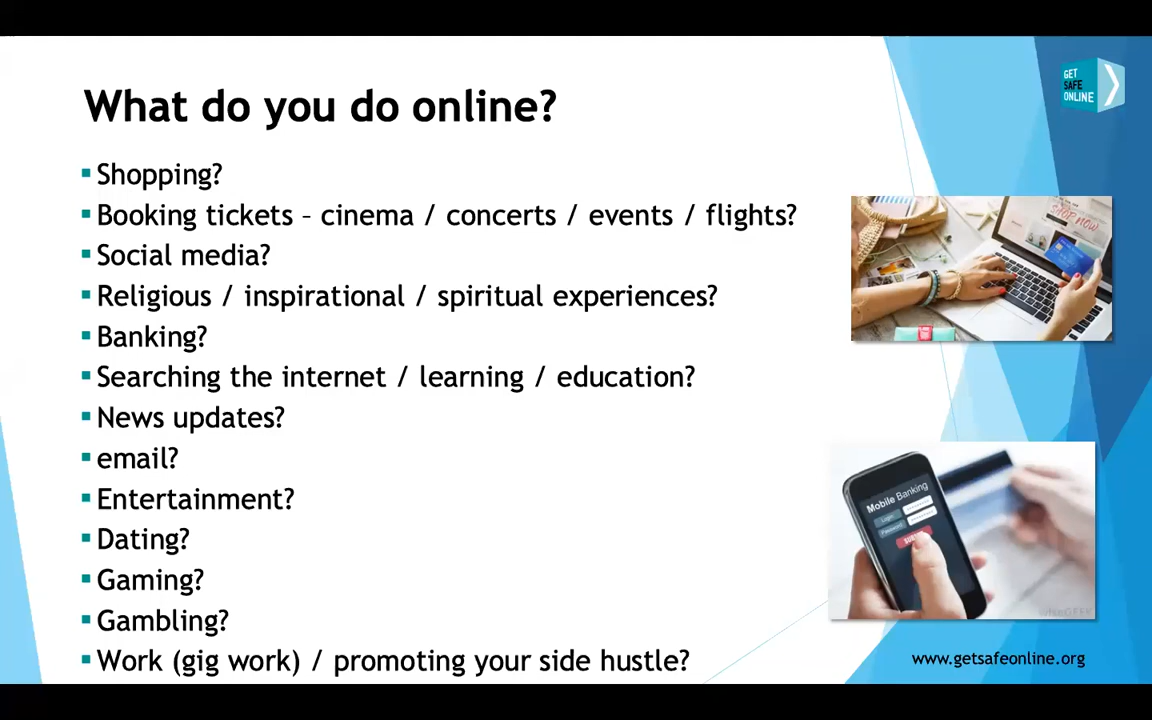 GET
SAFE
ONLINE
What do you do online?
Shopping?
Booking tickets – cinema / concerts / events / flights?
Social media?
Religious / inspirational / spiritual experiences?
Banking?
Searching the internet / learning / education?
News updates?
email?
Entertainment?
Dating?
Gaming?
Gambling?
Work (gig work) / promoting your side hustle?
SHOP NOW
Mobile Banking
Login
Password
www.getsafeonline.org